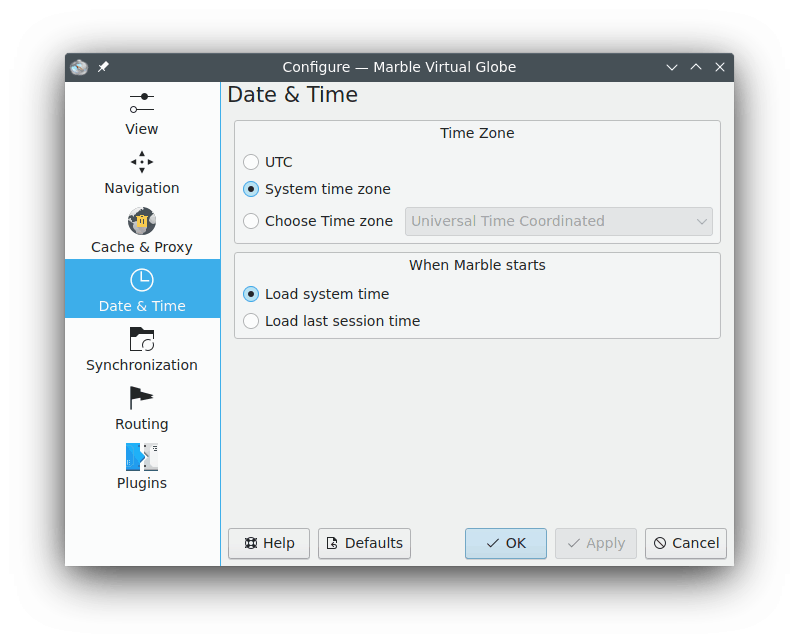 Configure — Marble Virtual Globe
View
Navigation
Cache & Proxy
Date & Time
Synchronization
Routing
Plugins
Date & Time
Time Zone
UTC
System time zone
Choose Time zone
Universal Time Coordinated
When Marble starts
Load system time
Load last session time
Help
Defaults
OK
Apply
Cancel